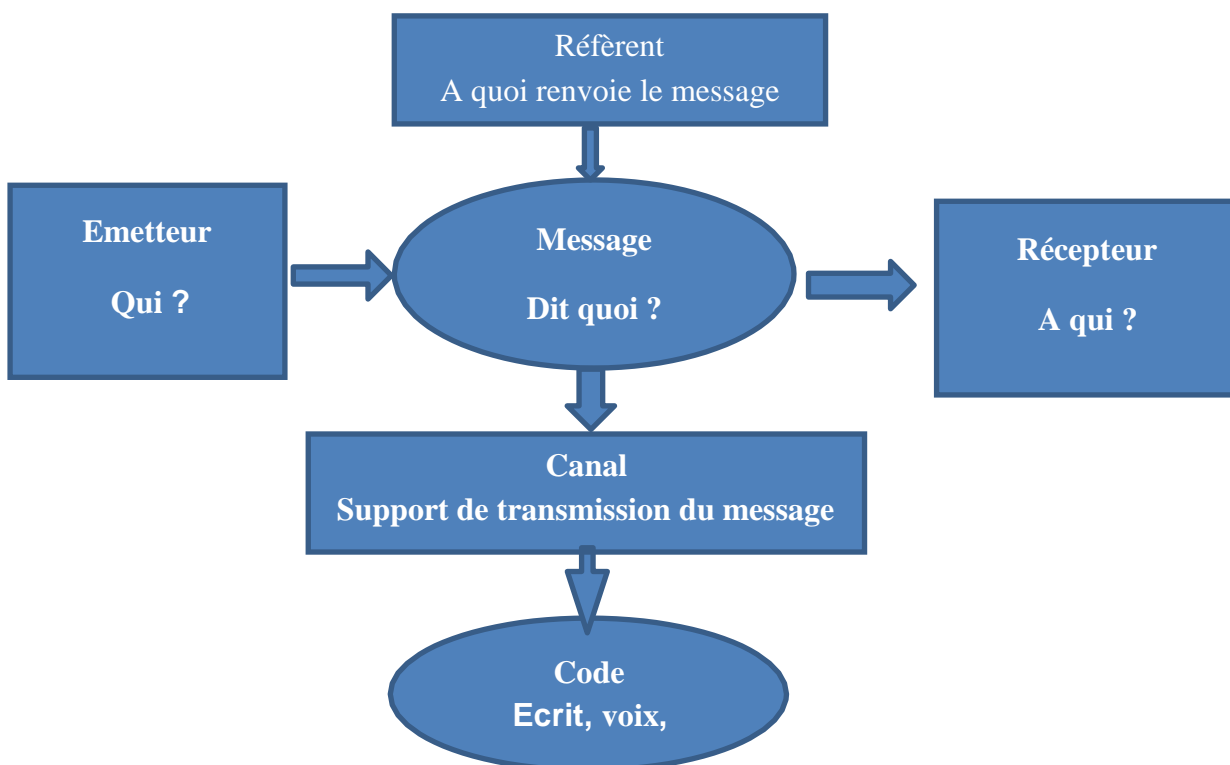 Réfèrent
A quoi renvoie le message
Emetteur
Qui ?
Message
Dit quoi ?
Récepteur
A qui ?
Canal
Support de transmission du message
Code
Ecrit, voix,